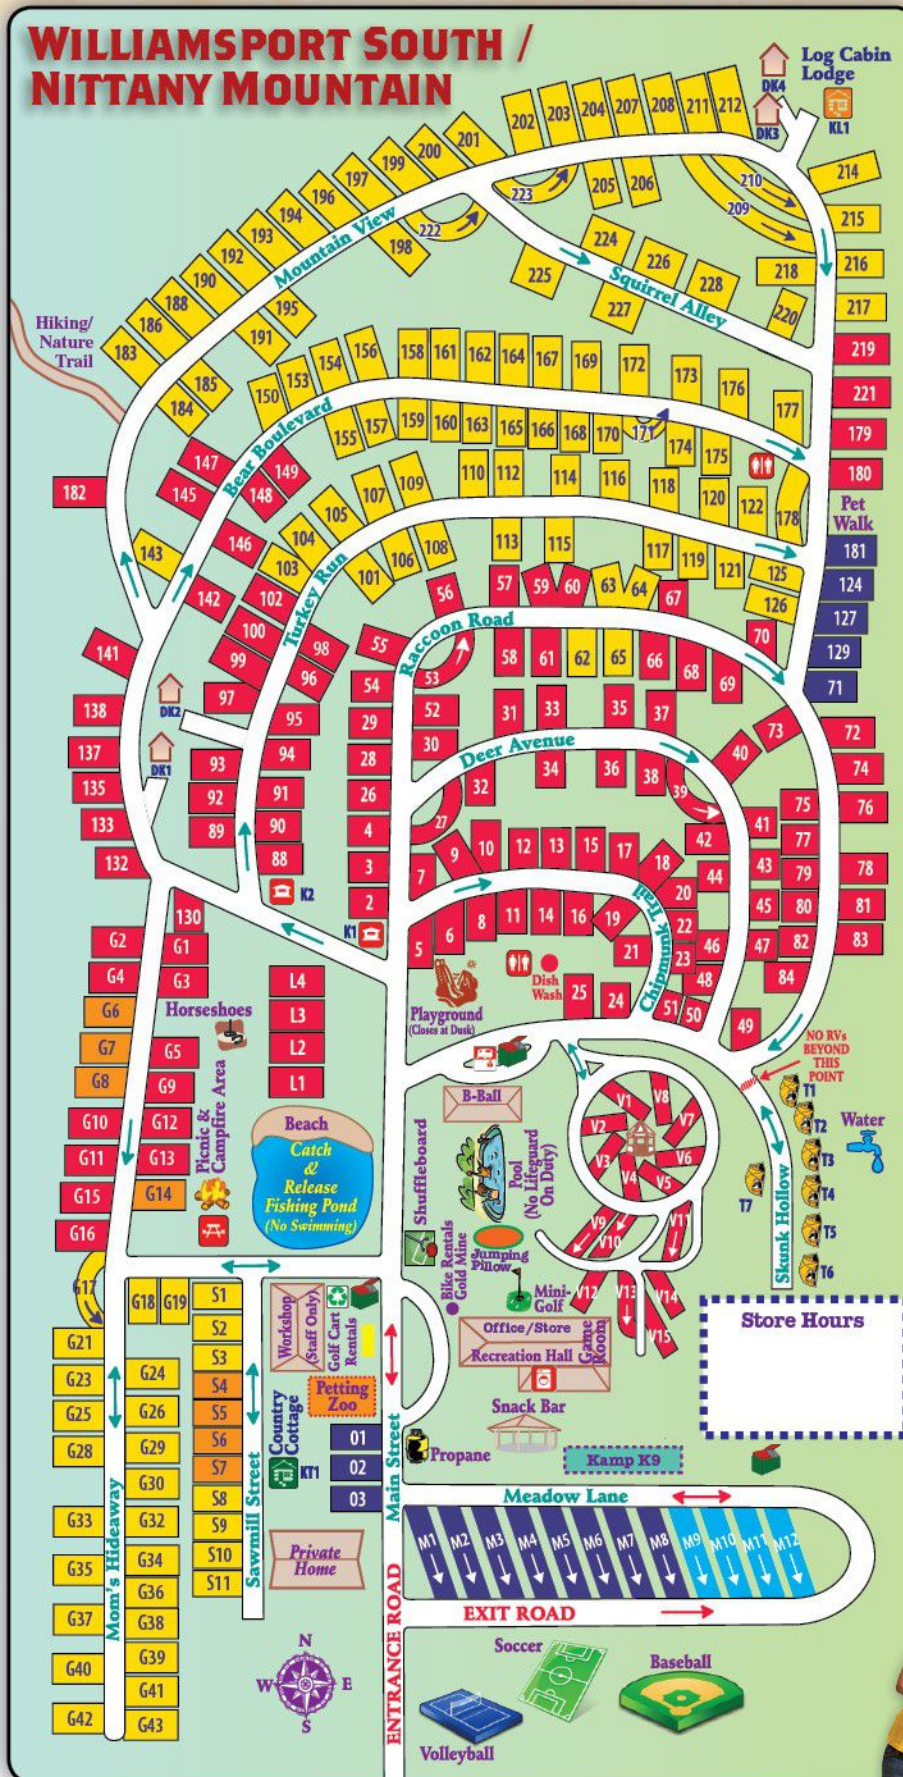 WILLIAMSPORT SOUTH /
NITTANY MOUNTAIN
Log Cabin
Lodge
DK4
DK3
KL1
202
203
204
207
208
211
212
201
200
199
197
196
194
193
192
190
188
186
183
Mountain View
222
223
198
205
206
210
209
214
215
216
217
218
220
224
225
226
227
228
Squirrel Alley
195
191
185
184
Hiking/
Nature
Trail
219
221
179
180
Pet
Walk
181
124
127
129
71
150
153
154
156
158
161
162
164
167
169
172
173
176
177
Bear Boulevard
155
157
159
160
163
165
166
168
170
171
174
175
178
147
149
145
148
146
143
142
182
141
110
112
114
116
118
120
122
107
109
105
104
103
Turkey Run
101
106
108
113
115
117
119
121
125
126
102
100
99
98
96
97
95
94
93
92
91
89
90
88
K2
DK2
DK1
138
137
135
133
132
130
56
57
59
60
63
64
67
70
55
Raccoon Road
53
58
61
62
65
66
68
69
54
29
28
26
4
3
2
K1
52
30
31
33
35
37
Deer Avenue
32
34
36
38
39
40
73
72
74
76
78
81
83
27
7
9
10
12
13
15
17
18
5
6
8
11
14
16
19
21
20
22
23
Chipmunk Trail
25
24
51
50
42
44
46
48
41
43
45
47
49
75
77
79
80
82
84
Playground
(Closes at Dusk)
Dish
Wash
G2
G1
G4
G3
G6
G7
G5
G8
G9
G10
G12
G11
G13
G15
G14
G16
G17
Horseshoes
L4
L3
L2
L1
Picnic &
Campfire Area
Beach
Catch
&
Release
Fishing Pond
(No Swimming)
B-Ball
Shuffleboard
Pool
(No Lifeguard
On Duty)
Bike Rentals
Gold Mine
Jumping
Pillow
Mini-
Golf
V1
V8
V7
V2
V6
V3
V4
V5
V9
V10
V11
V12
V13
V14
V15
NO RVs
BEYOND
THIS
POINT
T1
T2
T3
T4
T5
T6
T7
Water
Skunk Hollow
Store Hours
G18
G19
S1
S2
S3
S4
S5
S6
S7
S8
S9
S10
S11
Sawmill Street
G21
G23
G25
G28
G33
G35
G37
G40
G42
Mom's Hideaway
G24
G26
G29
G30
G32
G34
G36
G38
G39
G41
G43
Workshop
(Staff Only)
Golf Cart
Rentals
Petting
Zoo
Country
Cottage
KT1
01
02
03
Main Street
Private
Home
Office/Store
Recreation Hall
Game
Room
Snack Bar
Propane
Kamp K9
Meadow Lane
M1
M2
M3
M4
M5
M6
M7
M8
M9
M10
M11
M12
EXIT ROAD
ENTRANCE ROAD
N
W
E
S
Soccer
Baseball
Volleyball